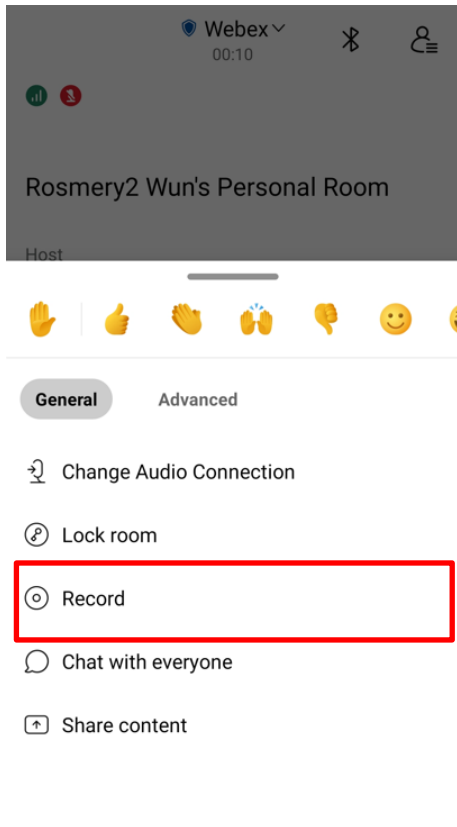 Webex
00:10
Rosmery2 Wun's Personal Room
Host
General
Advanced
Change Audio Connection
Lock room
Record
Chat with everyone
Share content